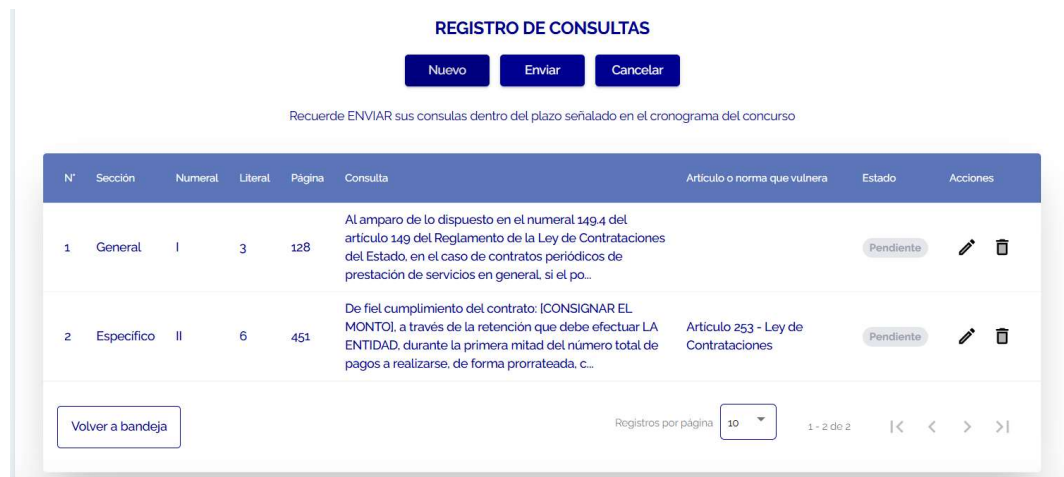 REGISTRO DE CONSULTAS
Nuevo Enviar Cancelar
Recuerde ENVIAR sus consulas dentro del plazo señalado en el cronograma del concurso
N° Sección Numeral Literal Página Consulta Artículo o norma que vulnera Estado Acciones
Al amparo de lo dispuesto en el numeral 149.4 del
artículo 149 del Reglamento de la Ley de Contrataciones
1 General I 3 128 del Estado, en el caso de contratos periódicos de Pendiente
prestación de servicios en general, si el po...
De fiel cumplimiento del contrato: [CONSIGNAR EL
MONTO], a través de la retención que debe efectuar LA Artículo 253 - Ley de
2 Específico II 6 451 ENTIDAD, durante la primera mitad del número total de Contrataciones Pendiente
pagos a realizarse, de forma prorrateada, c...
Volver a bandeja Registros por página 10 1 - 2 de 2